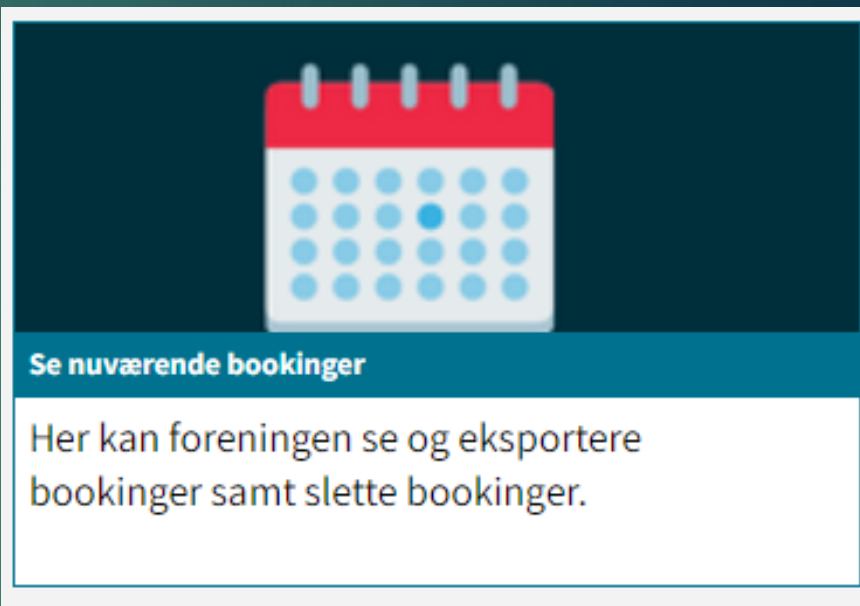 Se nuværende bookinger
Her kan foreningen se og eksportere
bookinger samt slette bookinger.